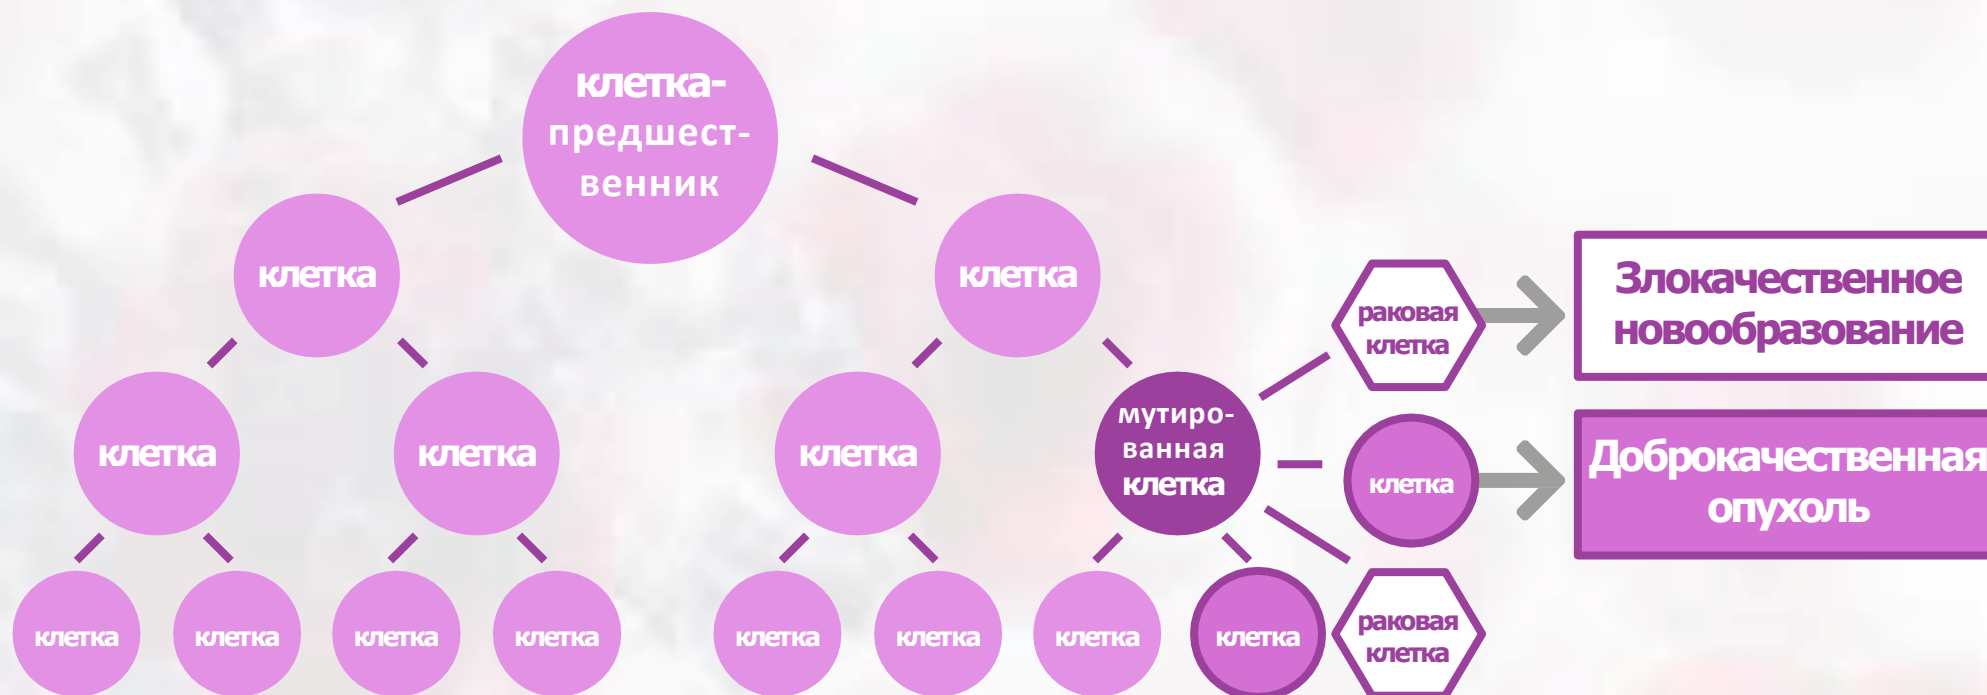 клетка-
предшест-
венник
клетка
клетка
раковая
клетка
Злокачественное
новообразование
клетка
клетка
клетка
мутиро-
ванная
клетка
клетка
Доброкачественная
опухоль
клетка
клетка
клетка
клетка
клетка
клетка
клетка
клетка
раковая
клетка